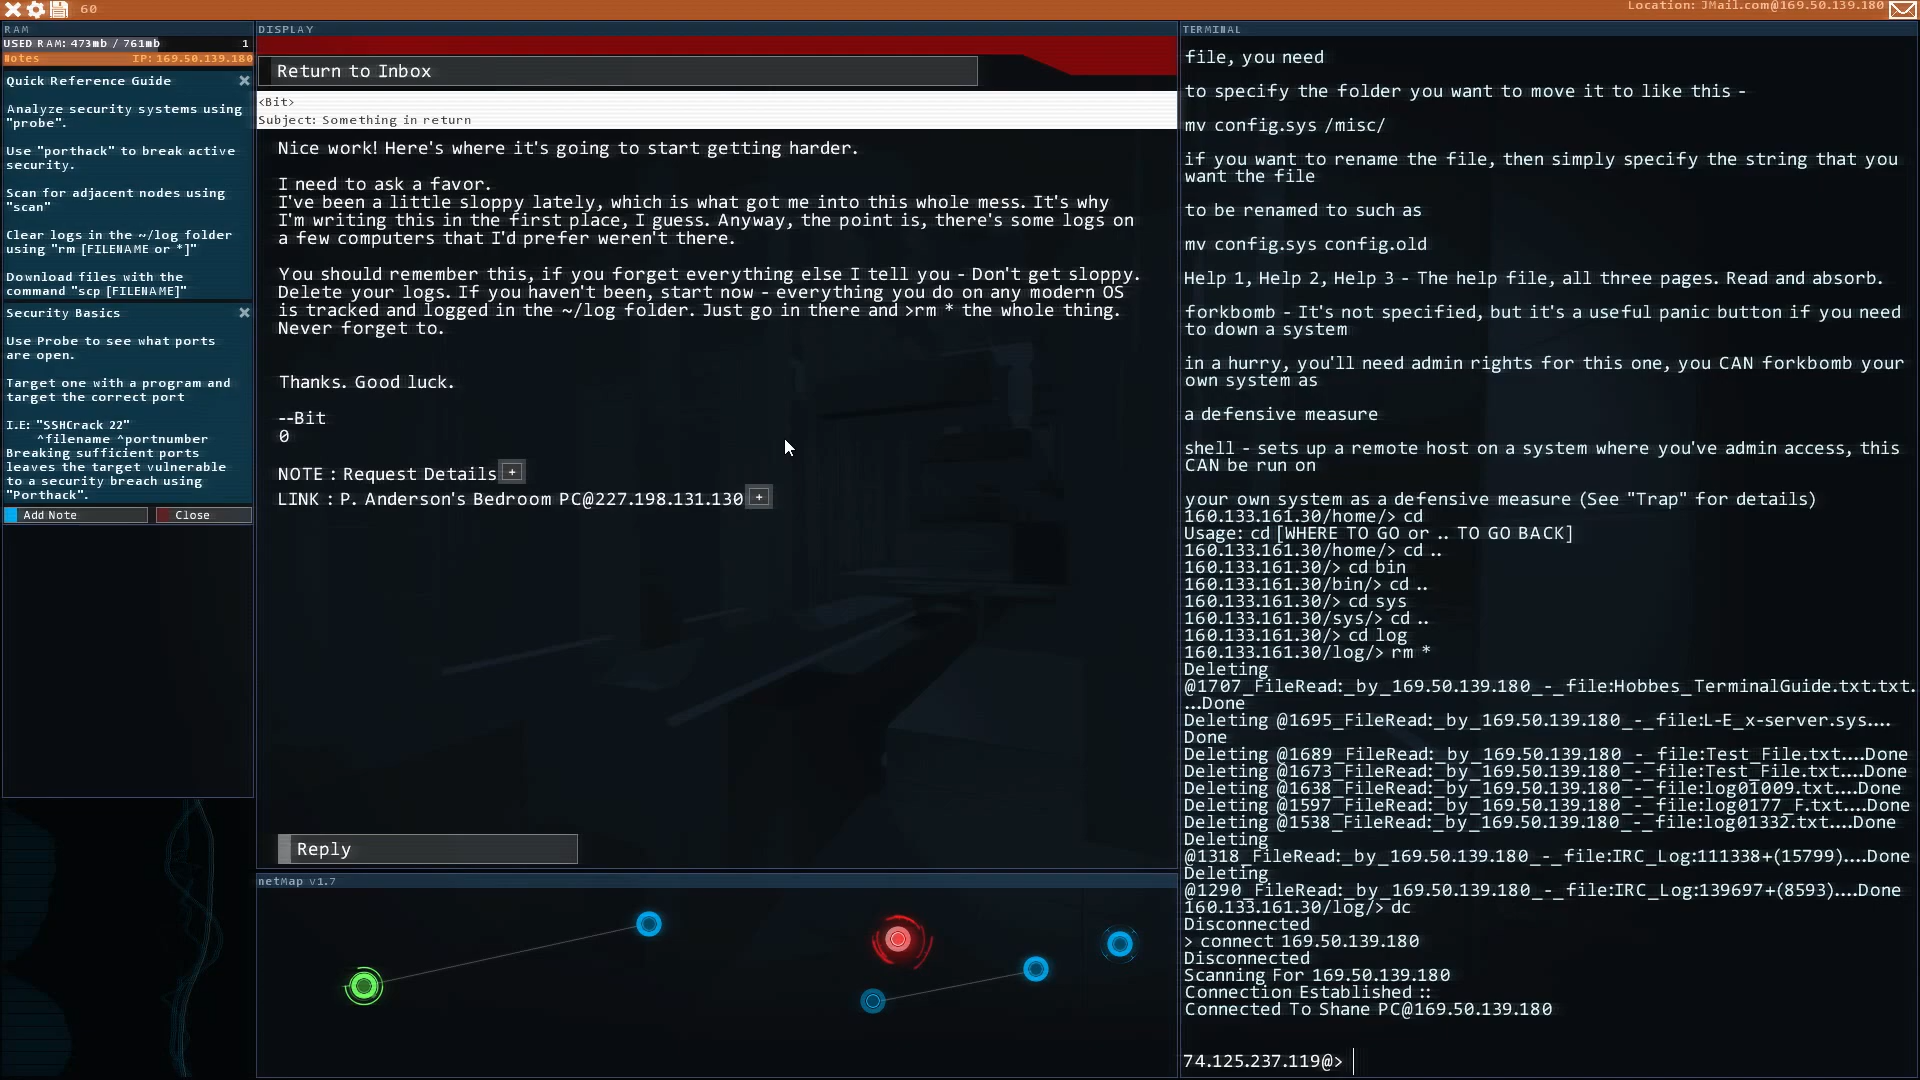 60
Location: JMail.com@169.50.139.180
RAM
USED RAM: 473mb / 761mb
1
Notes
IP: 169.50.139.180
Quick Reference Guide
Analyze security systems using
"probe".
Use "porthack" to break active
security.
Scan for adjacent nodes using
"scan"
Clear logs in the ~/log folder
using "rm [FILENAME or *]"
Download files with the
command "scp [FILENAME]"
Security Basics
Use Probe to see what ports
are open.
Target one with a program and
target the correct port
I.E: "SSHCrack 22"
^filename ^portnumber
Breaking sufficient ports
leaves the target vulnerable
to a security breach using
"Porthack".
Add Note
Close
DISPLAY
Return to Inbox
<Bit>
Subject: Something in return
Nice work! Here's where it's going to start getting harder.
I need to ask a favor.
I've been a little sloppy lately, which is what got me into this whole mess. It's why
I'm writing this in the first place, I guess. Anyway, the point is, there's some logs on
a few computers that I'd prefer weren't there.
You should remember this, if you forget everything else I tell you - Don't get sloppy.
Delete your logs. If you haven't been, start now - everything you do on any modern OS
is tracked and logged in the ~/log folder. Just go in there and >rm * the whole thing.
Never forget to.
Thanks. Good luck.
--Bit
0
NOTE : Request Details +
LINK : P. Anderson's Bedroom PC@227.198.131.130 +
Reply
netMap v1.7
TERMINAL
file, you need
to specify the folder you want to move it to like this -
mv config.sys /misc/
if you want to rename the file, then simply specify the string that you
want the file
to be renamed to such as
mv config.sys config.old
Help 1, Help 2, Help 3 - The help file, all three pages. Read and absorb.
forkbomb - It's not specified, but it's a useful panic button if you need
to down a system
in a hurry, you'll need admin rights for this one, you CAN forkbomb your
own system as
a defensive measure
shell - sets up a remote host on a system where you've admin access, this
CAN be run on
your own system as a defensive measure (See "Trap" for details)
160.133.161.30/home/> cd
Usage: cd [WHERE TO GO or .. TO GO BACK]
160.133.161.30/home/> cd ..
160.133.161.30/> cd bin
160.133.161.30/bin/> cd ..
160.133.161.30/> cd sys
160.133.161.30/sys/> cd ..
160.133.161.30/> cd log
160.133.161.30/log/> rm *
Deleting
@1707_FileRead:_by_169.50.139.180_-_file:Hobbes_TerminalGuide.txt.txt.
...Done
Deleting @1695_FileRead:_by_169.50.139.180_-_file:L-E_x-server.sys....
Done
Deleting @1689_FileRead:_by_169.50.139.180_-_file:Test_File.txt....Done
Deleting @1673_FileRead:_by_169.50.139.180_-_file:Test_File.txt....Done
Deleting @1638_FileRead:_by_169.50.139.180_-_file:log01009.txt....Done
Deleting @1597_FileRead:_by_169.50.139.180_-_file:log0177_F.txt....Done
Deleting @1538_FileRead:_by_169.50.139.180_-_file:log01332.txt....Done
Deleting
@1318_FileRead:_by_169.50.139.180_-_file:IRC_Log:111338+(15799)....Done
Deleting
@1290_FileRead:_by_169.50.139.180_-_file:IRC_Log:139697+(8593)....Done
160.133.161.30/log/> dc
Disconnected
> connect 169.50.139.180
Disconnected
Scanning For 169.50.139.180
Connection Established ::
Connected To Shane PC@169.50.139.180
74.125.237.119@>